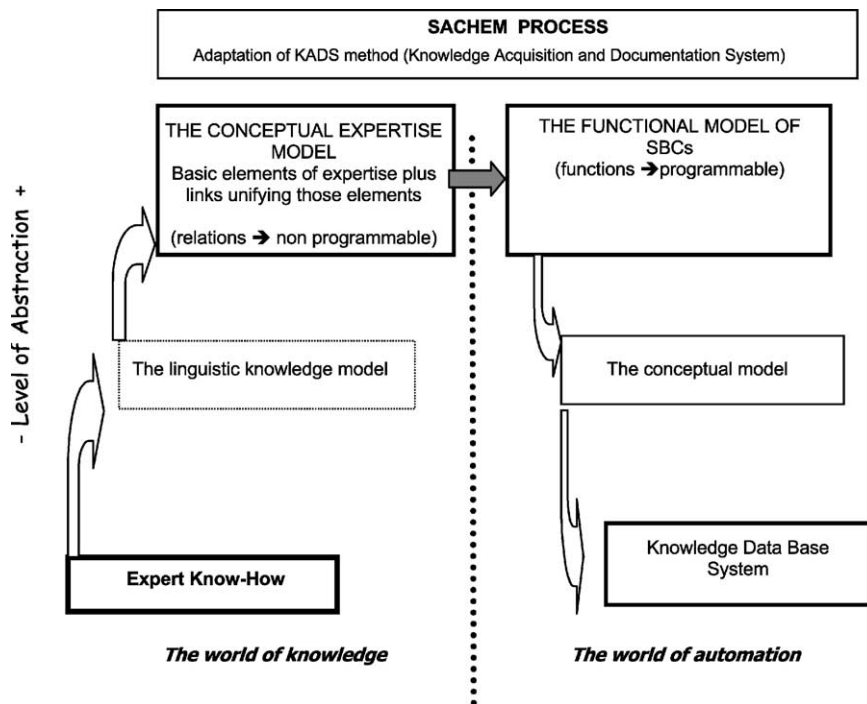 SACHEM PROCESS
Adaptation of KADS method (Knowledge Acquisition and Documentation System)
THE CONCEPTUAL EXPERTISE
MODEL
Basic elements of expertise plus
links unifying those elements
(relations ➔ non programmable)
THE FUNCTIONAL MODEL OF
SBCs
(functions ➔programmable)
- Level of Abstraction +
The linguistic knowledge model
The conceptual model
Expert Know-How
Knowledge Data Base
System
The world of knowledge
The world of automation